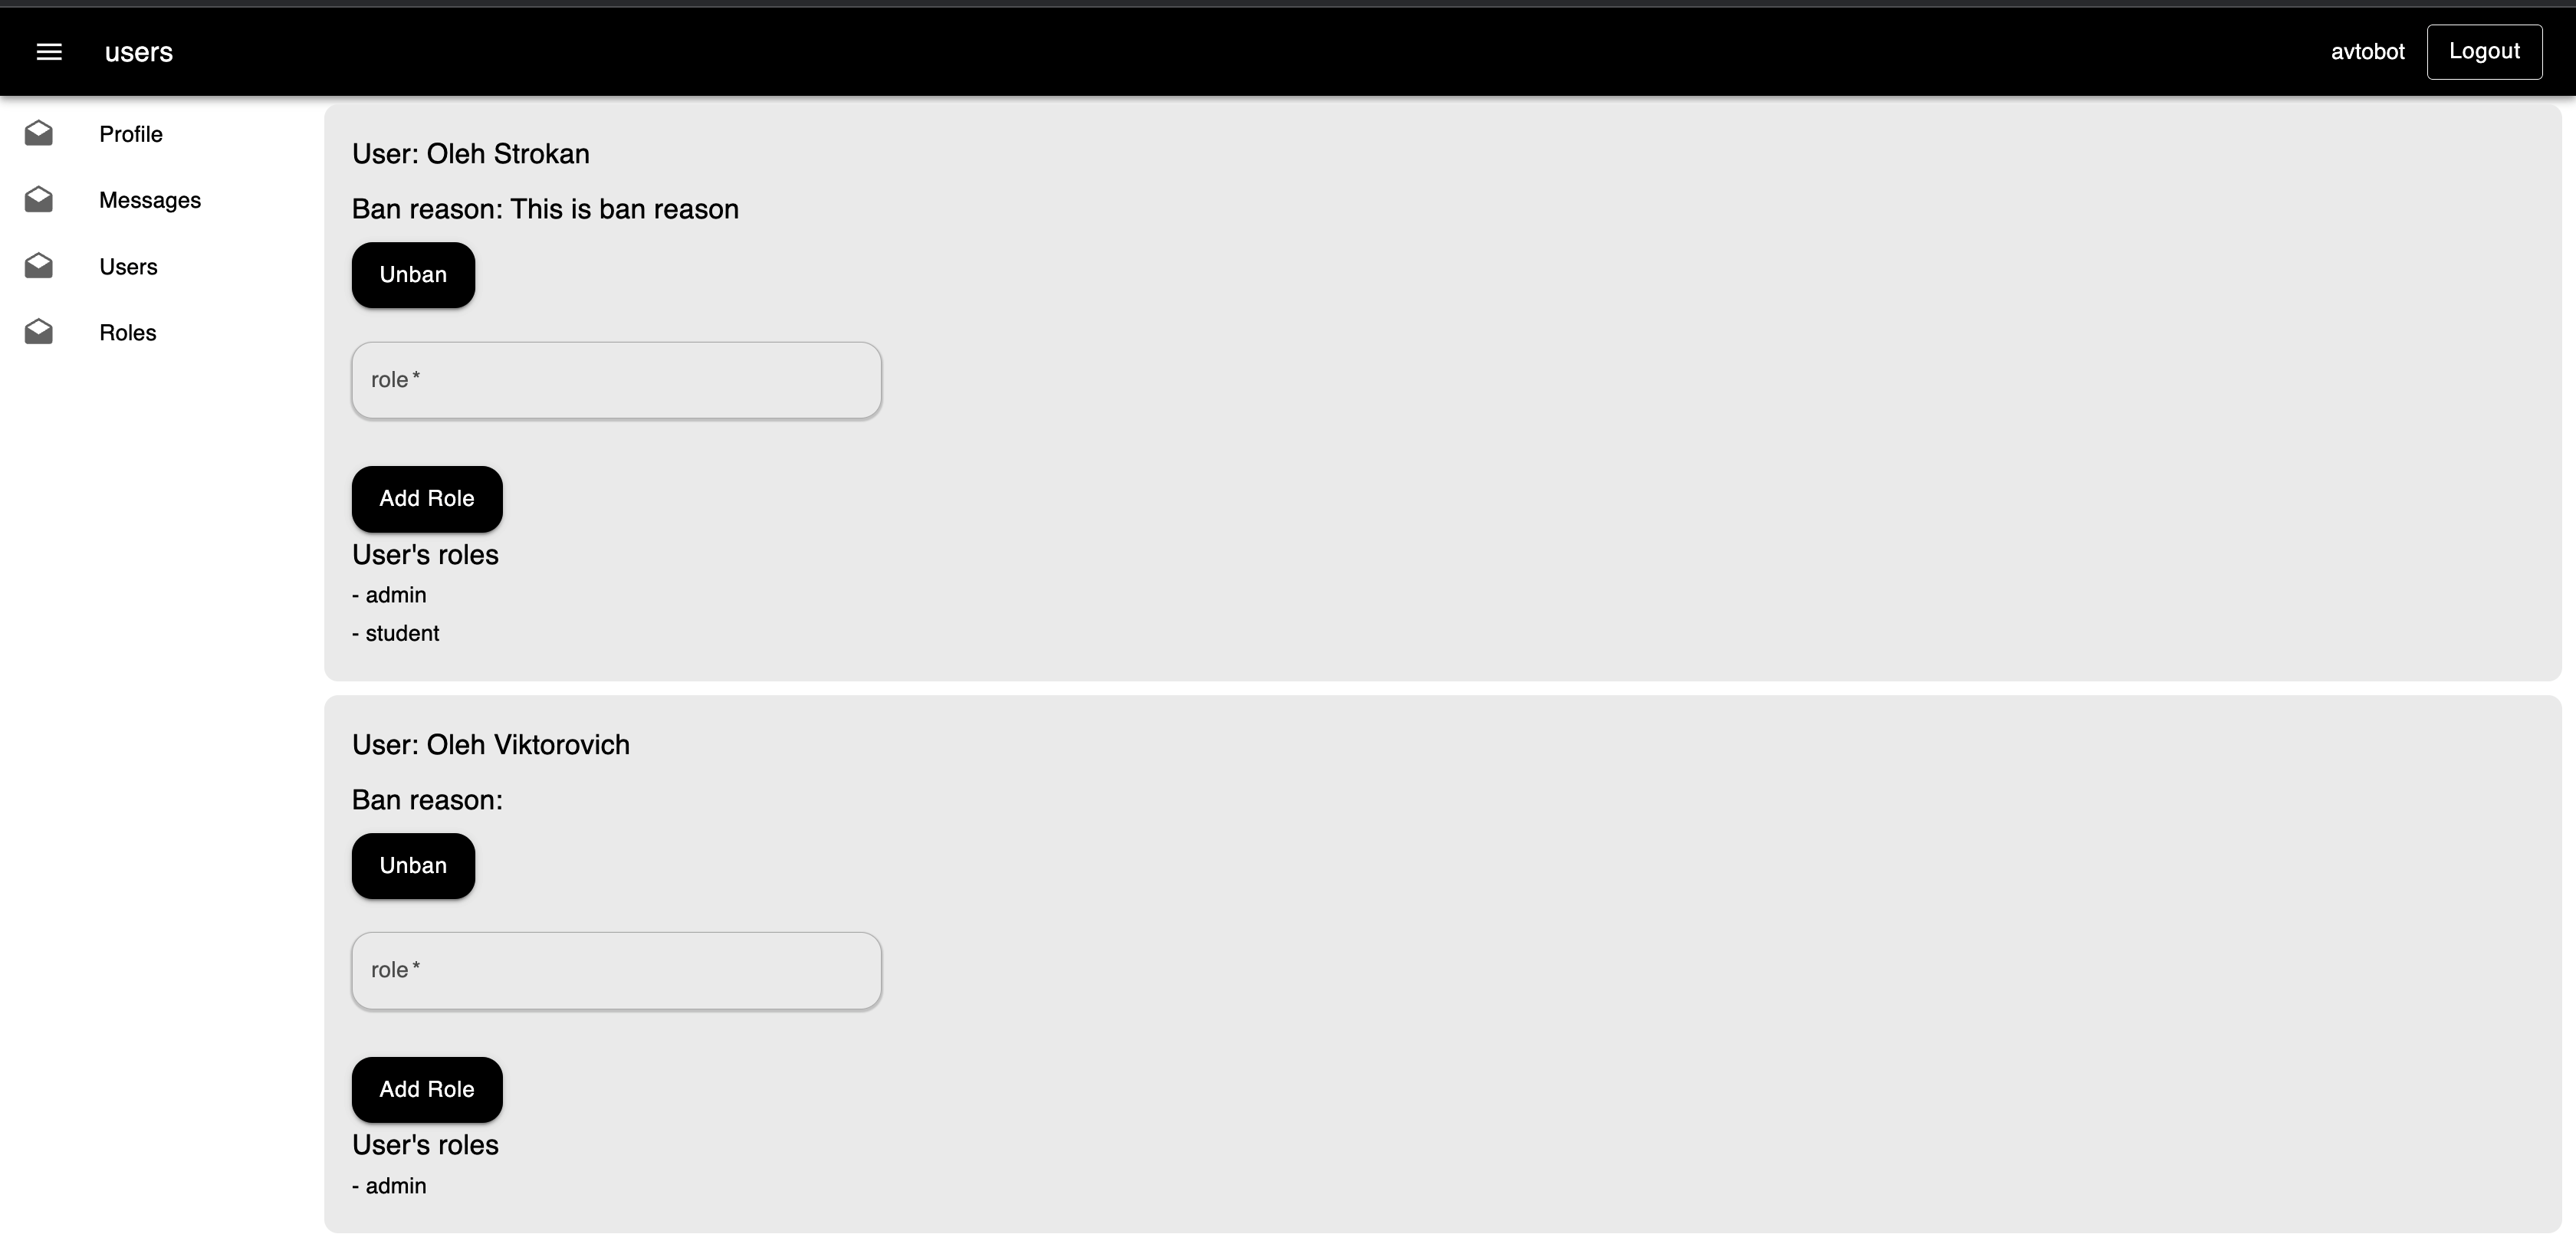 users
avtobot
Logout
Profile
Messages
Users
Roles
User: Oleh Strokan
Ban reason: This is ban reason
Unban
role *
Add Role
User's roles
- admin
- student
User: Oleh Viktorovich
Ban reason:
Unban
role *
Add Role
User's roles
- admin